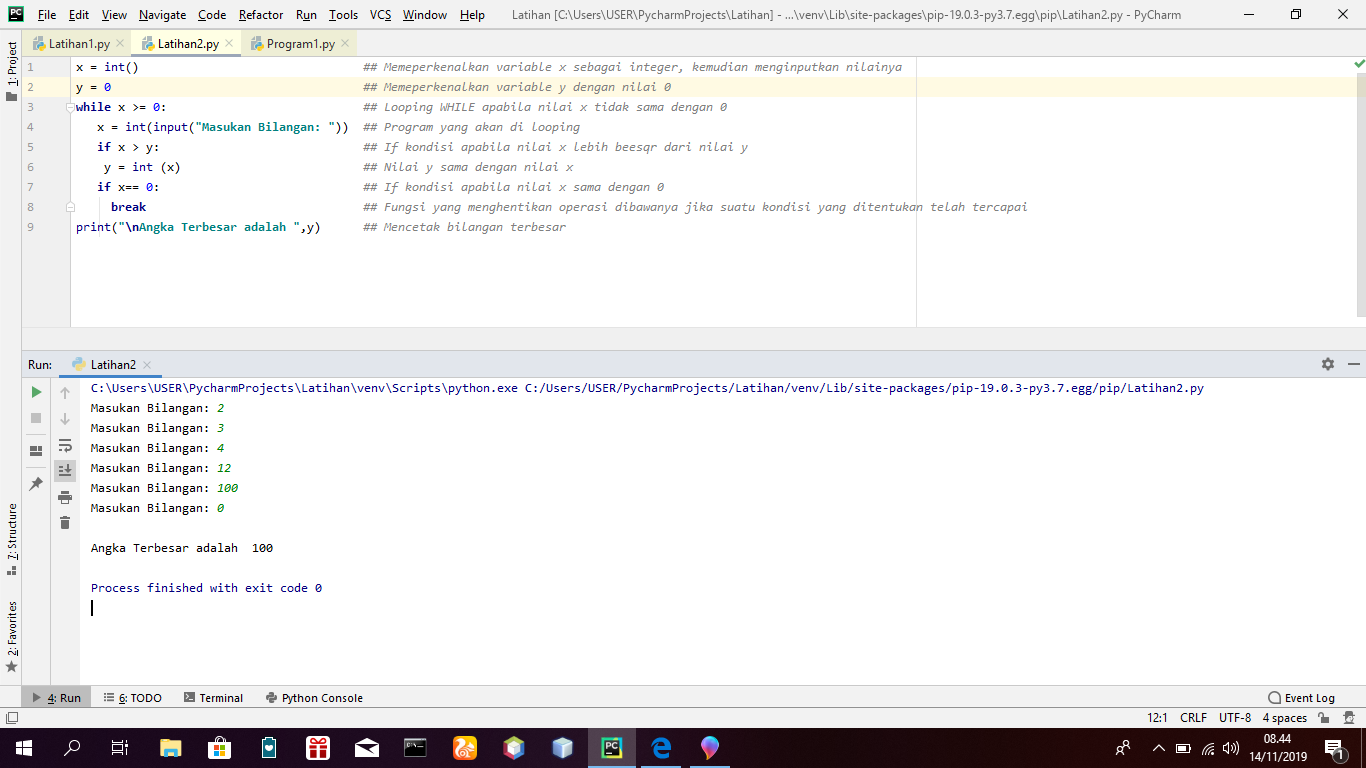 PC File Edit View Navigate Code Refactor Run Tools VCS Window Help Latihan [C:\Users\USER\PycharmProjects\Latihan] - ...\venv\Lib\site-packages\pip-19.0.3-py3.7.egg\pip\Latihan2.py - PyCharm
1: Project
Latihan1.py Latihan2.py Program1.py
1 x = int() ## Memeperkenalkan variable x sebagai integer, kemudian menginputkan nilainya
2 y = 0 ## Memeperkenalkan variable y dengan nilai 0
3 while x >= 0: ## Looping WHILE apabila nilai x tidak sama dengan 0
4 x = int(input("Masukan Bilangan: ")) ## Program yang akan di looping
5 if x > y: ## If kondisi apabila nilai x lebih beesqr dari nilai y
6 y = int (x) ## Nilai y sama dengan nilai x
7 if x== 0: ## If kondisi apabila nilai x sama dengan 0
8 break ## Fungsi yang menghentikan operasi dibawanya jika suatu kondisi yang ditentukan telah tercapai
9 print("\nAngka Terbesar adalah ",y) ## Mencetak bilangan terbesar
Run: Latihan2
C:\Users\USER\PycharmProjects\Latihan\venv\Scripts\python.exe C:/Users/USER/PycharmProjects/Latihan/venv/Lib/site-packages/pip-19.0.3-py3.7.egg/pip/Latihan2.py
Masukan Bilangan: 2
Masukan Bilangan: 3
Masukan Bilangan: 4
Masukan Bilangan: 12
Masukan Bilangan: 100
Masukan Bilangan: 0
Angka Terbesar adalah  100
Process finished with exit code 0
7: Structure
2: Favorites
4: Run 6: TODO Terminal Python Console Event Log
12:1 CRLF UTF-8 4 spaces
PC
08.44
14/11/2019
1